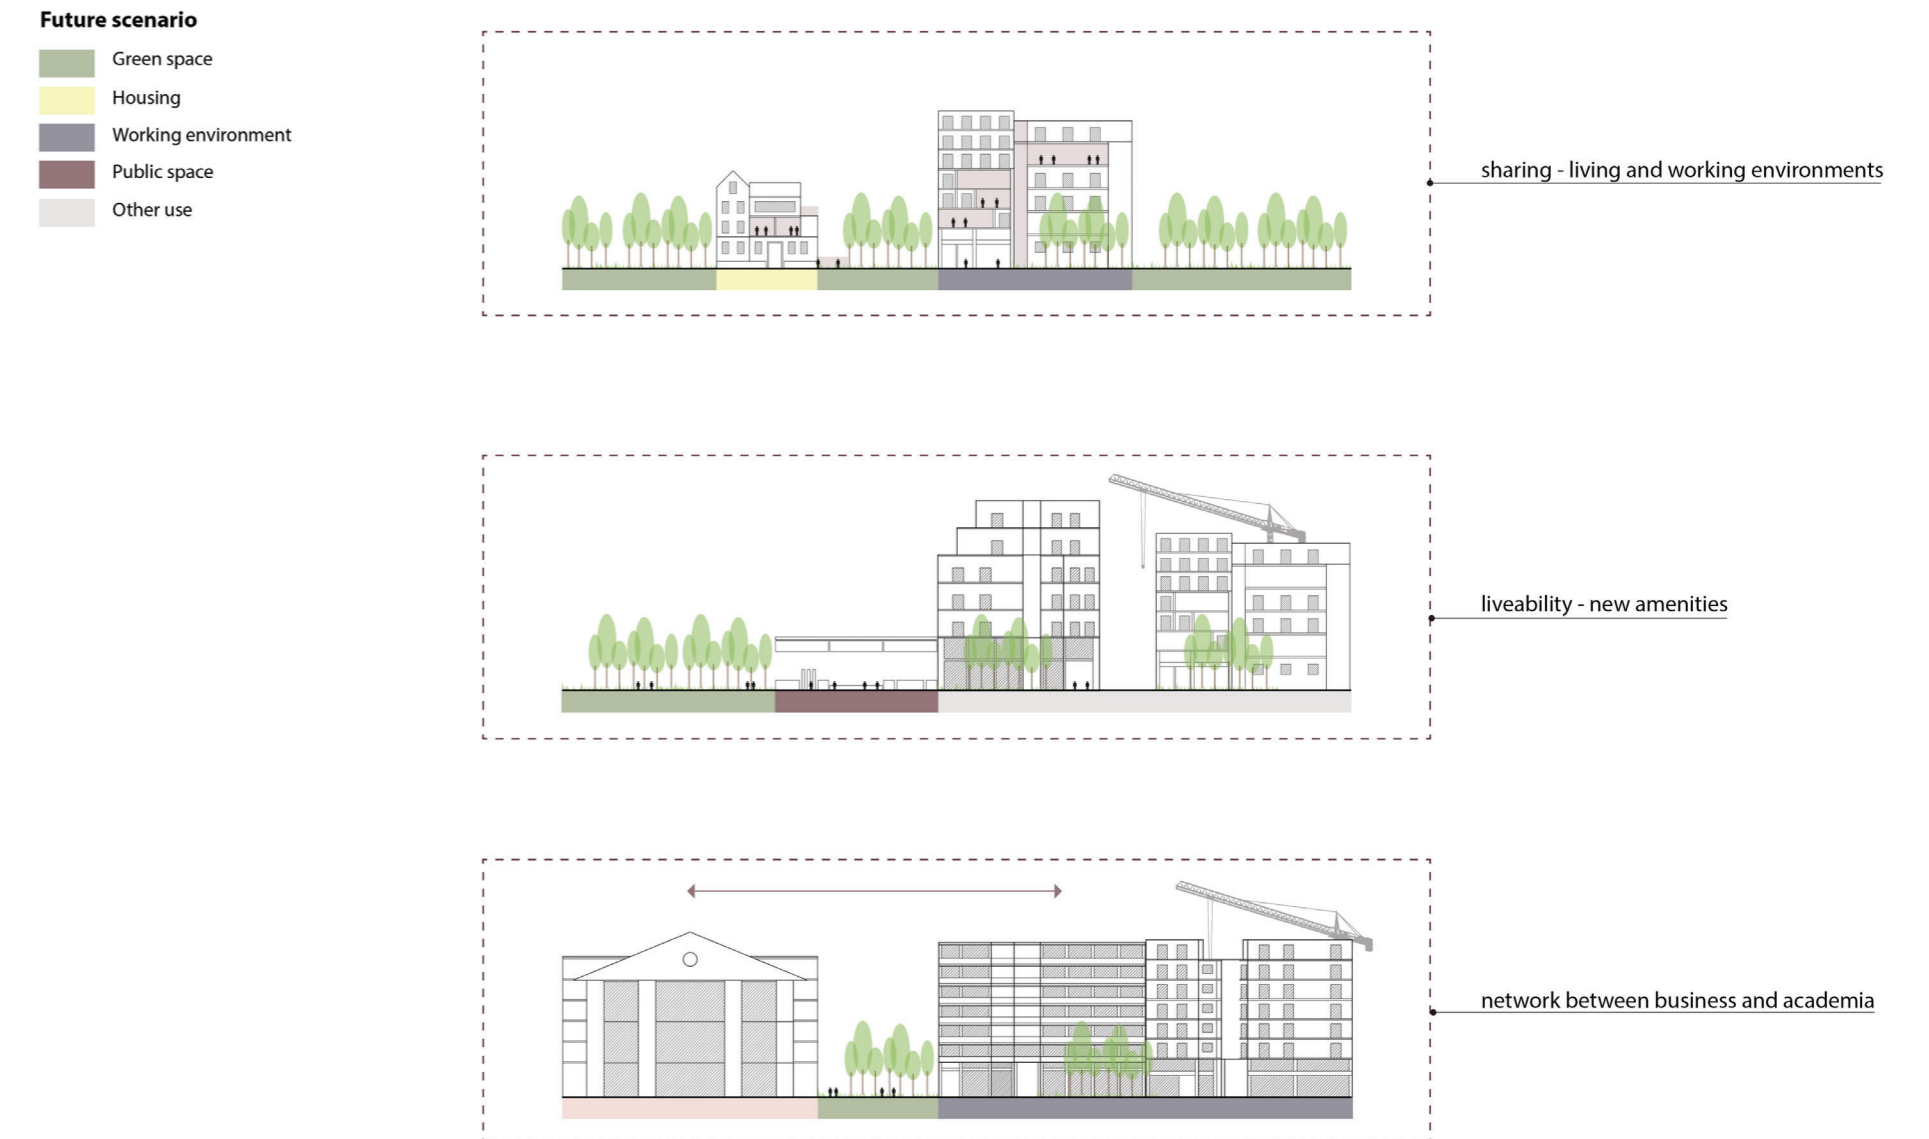 Future scenario
Green space
Housing
Working environment
Public space
Other use
sharing - living and working environments
liveability - new amenities
network between business and academia